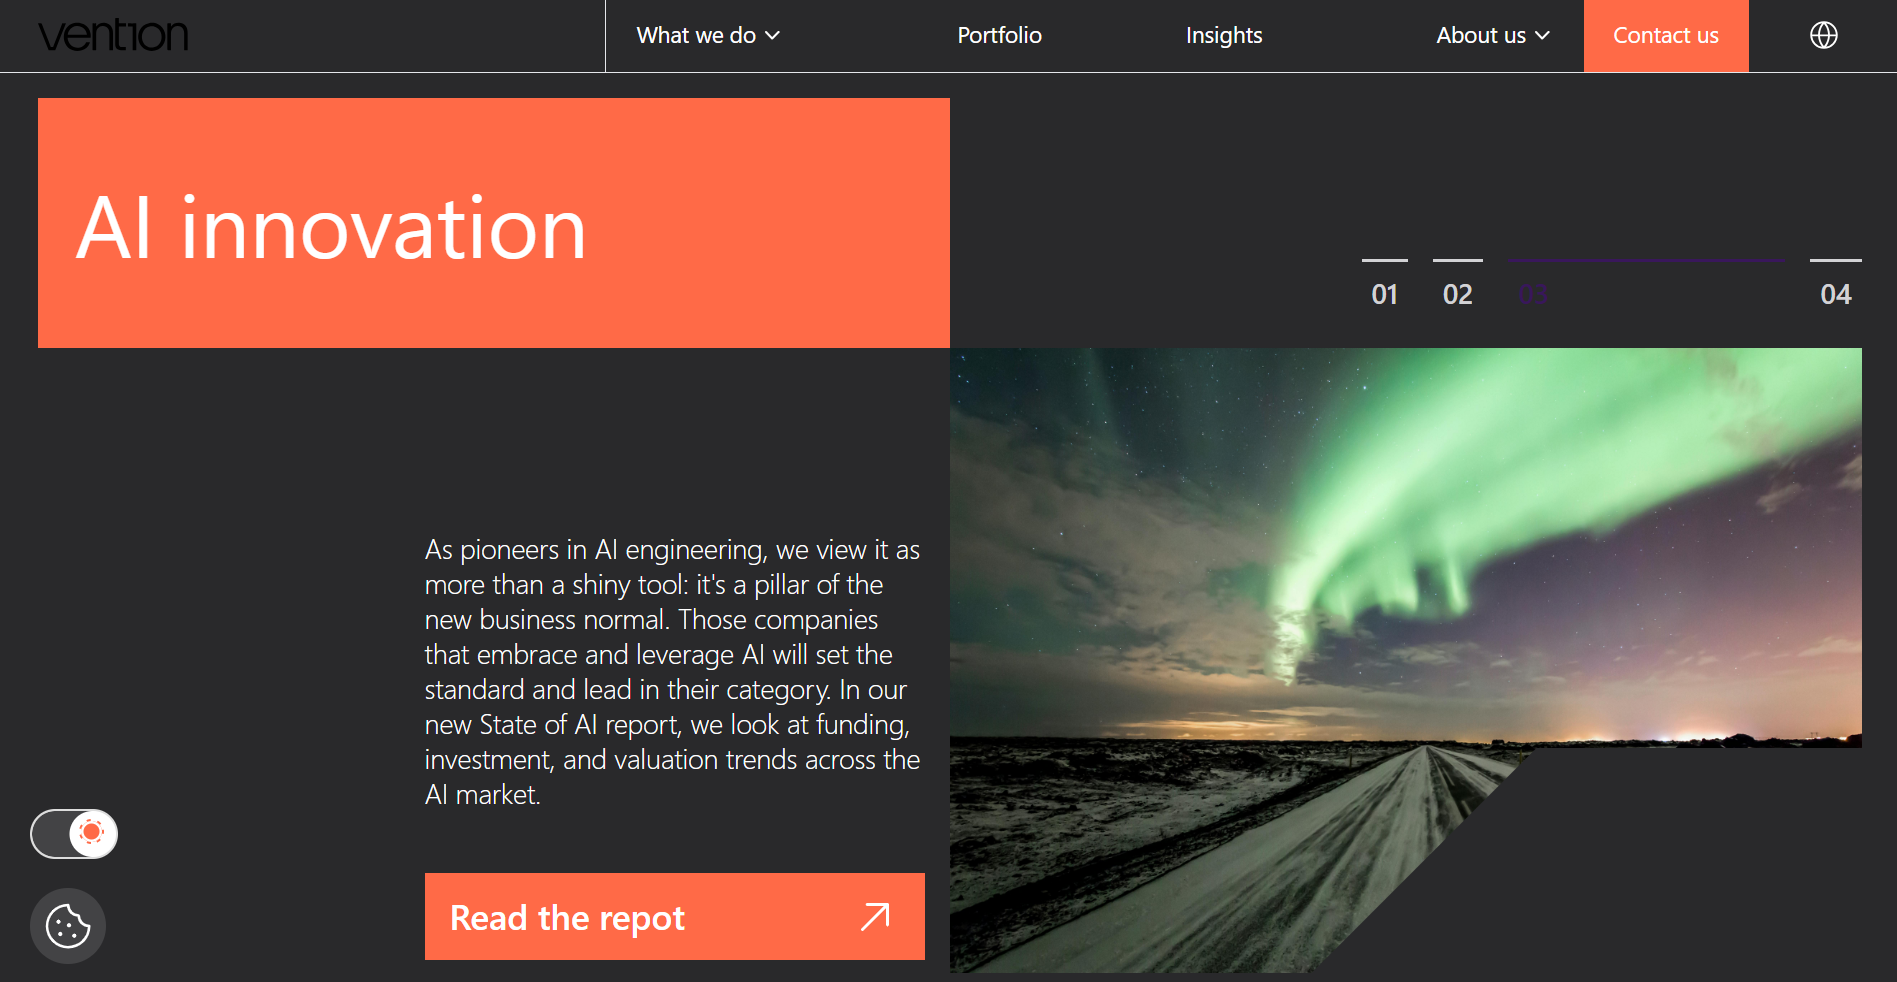 vention
What we do
Portfolio
Insights
About us
Contact us
AI innovation
01
02
03
04
As pioneers in AI engineering, we view it as
more than a shiny tool: it's a pillar of the
new business normal. Those companies
that embrace and leverage AI will set the
standard and lead in their category. In our
new State of AI report, we look at funding,
investment, and valuation trends across the
AI market.
Read the repot